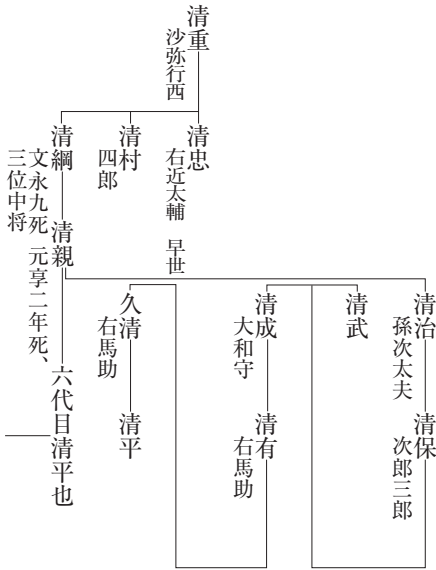 清重
沙弥行西
清忠
右近太輔 早世
清村
四郎
清綱
文永九死
三位中将
清親
元享二年死、
清治
孫次太夫
清保
次郎三郎
清武
清成
大和守
清有
右馬助
久清
右馬助
清平
六代目清平也